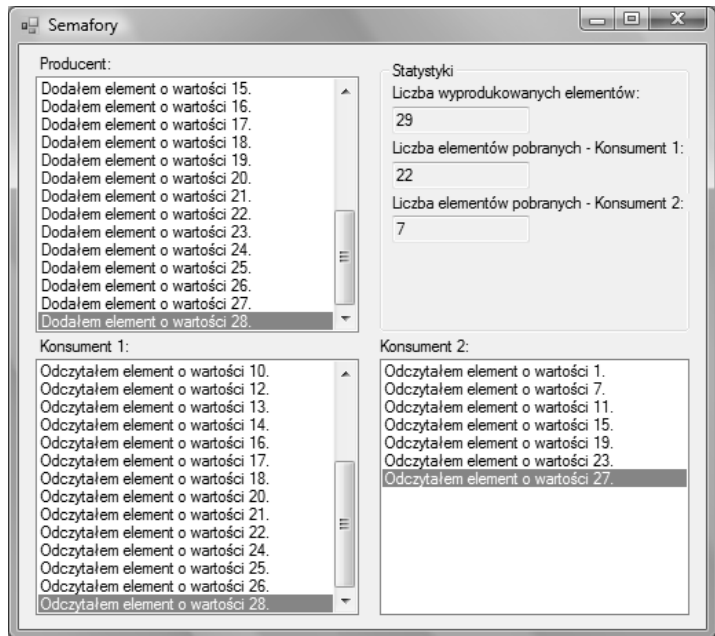 Semafory
Producent:
Dodałem element o wartości 15.
Dodałem element o wartości 16.
Dodałem element o wartości 17.
Dodałem element o wartości 18.
Dodałem element o wartości 19.
Dodałem element o wartości 20.
Dodałem element o wartości 21.
Dodałem element o wartości 22.
Dodałem element o wartości 23.
Dodałem element o wartości 24.
Dodałem element o wartości 25.
Dodałem element o wartości 26.
Dodałem element o wartości 27.
Dodałem element o wartości 28.
Statystyki
Liczba wyprodukowanych elementów:
29
Liczba elementów pobranych - Konsument 1:
22
Liczba elementów pobranych - Konsument 2:
7
Konsument 1:
Odczytałem element o wartości 10.
Odczytałem element o wartości 12.
Odczytałem element o wartości 13.
Odczytałem element o wartości 14.
Odczytałem element o wartości 16.
Odczytałem element o wartości 17.
Odczytałem element o wartości 18.
Odczytałem element o wartości 20.
Odczytałem element o wartości 21.
Odczytałem element o wartości 22.
Odczytałem element o wartości 24.
Odczytałem element o wartości 25.
Odczytałem element o wartości 26.
Odczytałem element o wartości 28.
Konsument 2:
Odczytałem element o wartości 1.
Odczytałem element o wartości 7.
Odczytałem element o wartości 11.
Odczytałem element o wartości 15.
Odczytałem element o wartości 19.
Odczytałem element o wartości 23.
Odczytałem element o wartości 27.